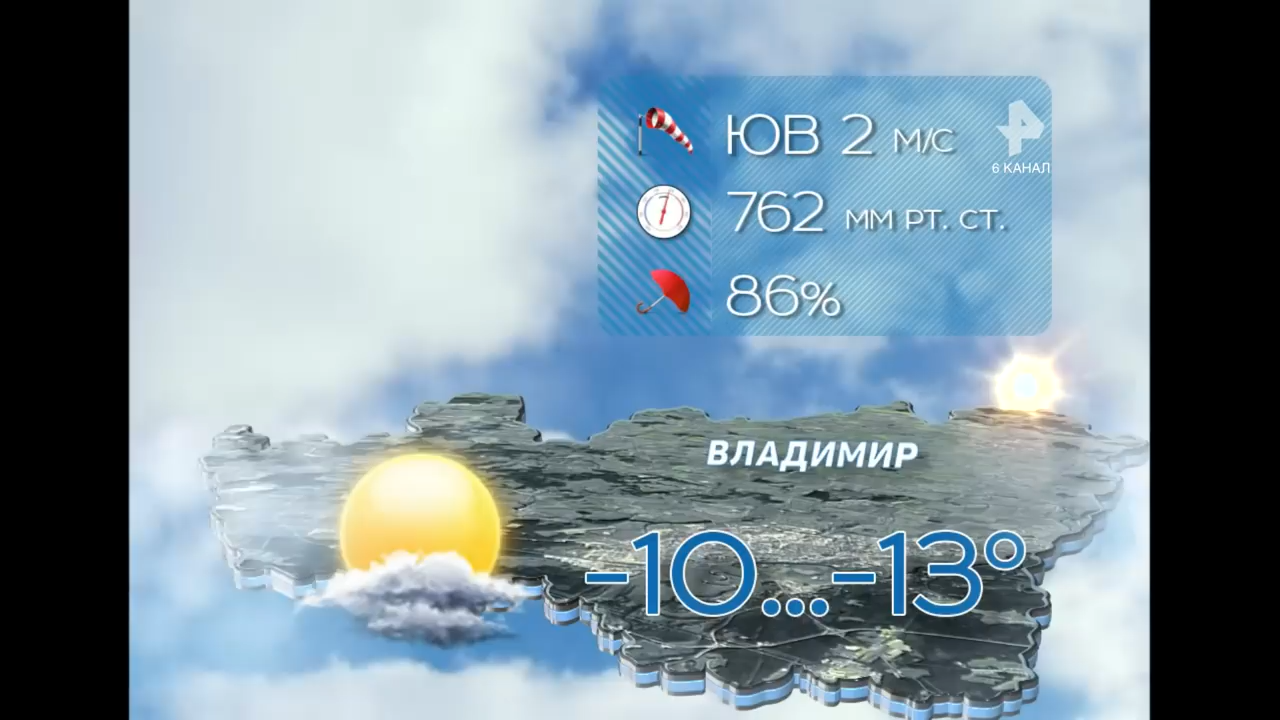 ЮВ 2 М/С
6 КАНАЛ
762 ММ РТ. СТ.
86%
ВЛАДИМИР
-10...-13°